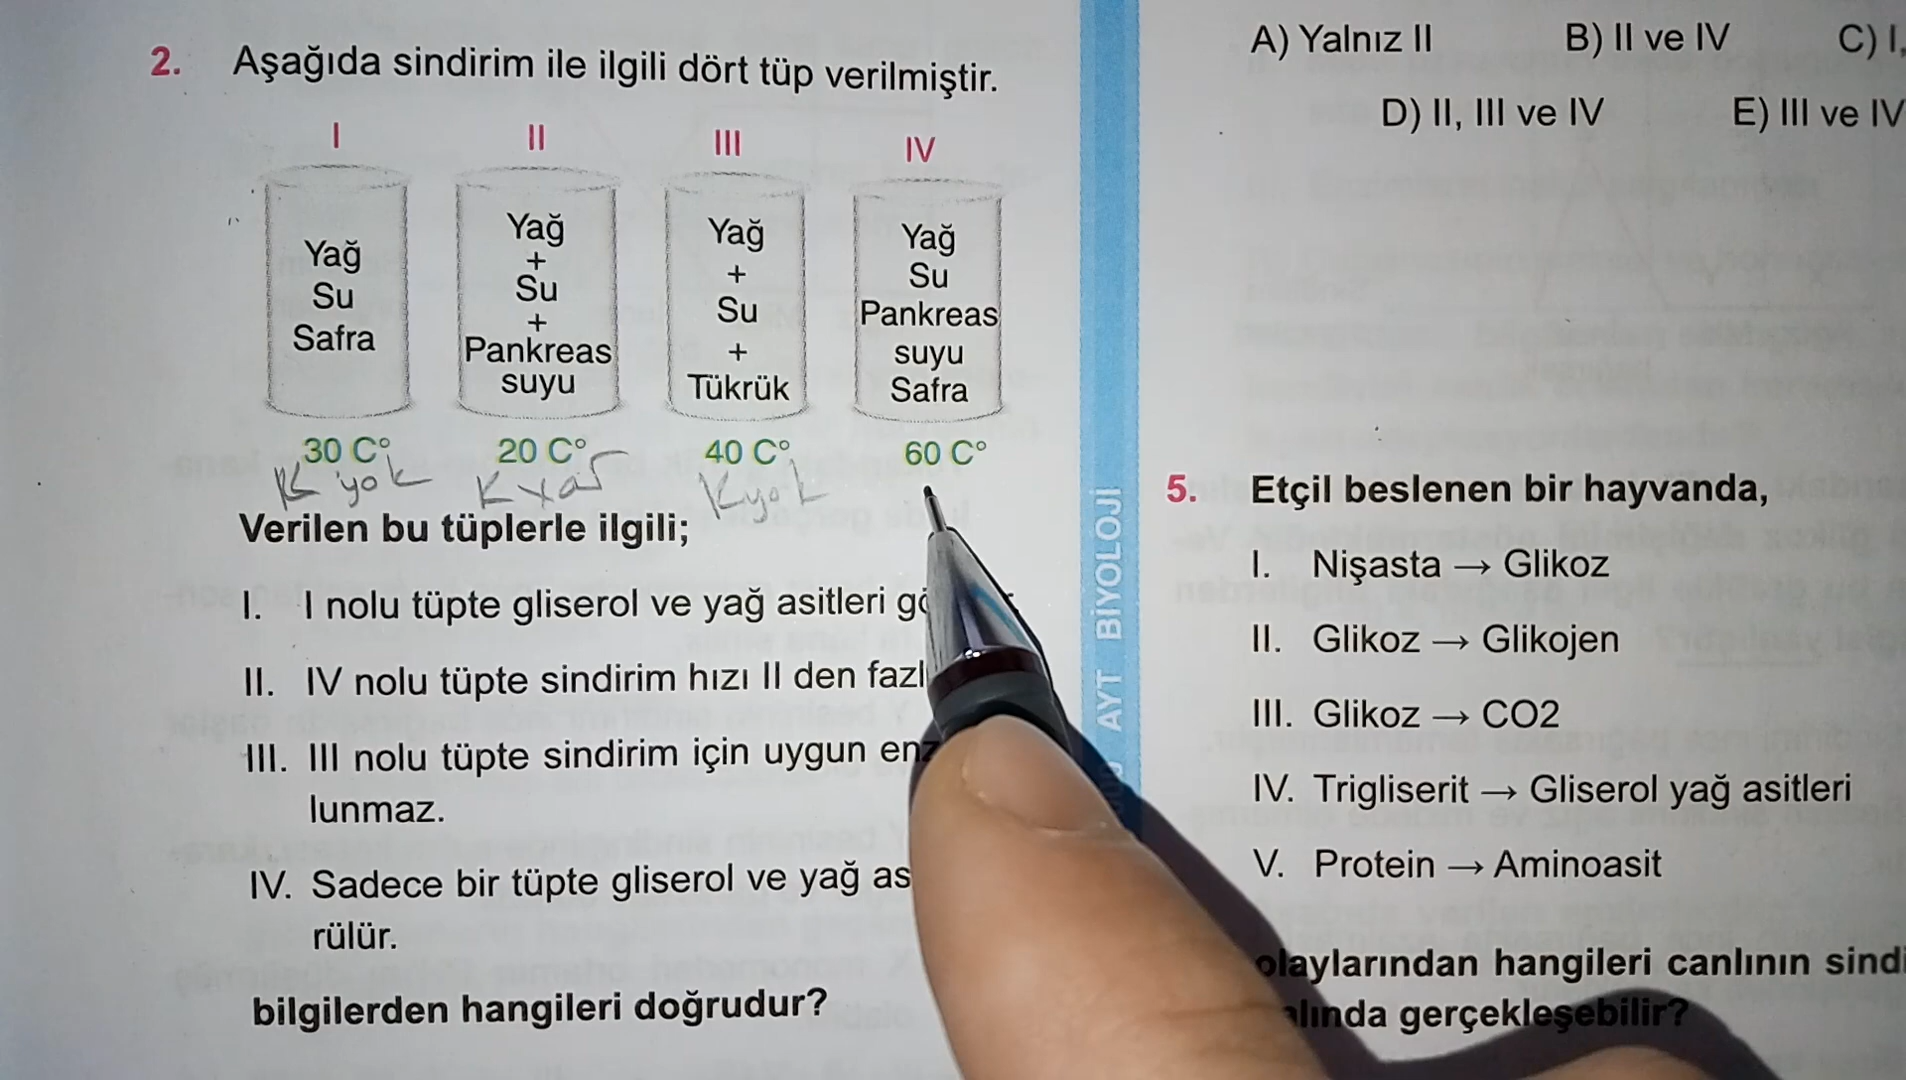 2. Aşağıda sindirim ile ilgili dört tüp verilmiştir.
I II III IV
Yağ
Su
Safra
Yağ
+
Su
+
Pankreas
suyu
Yağ
+
Su
+
Tükrük
Yağ
Su
Pankreas
suyu
Safra
30 C° 20 C° 40 C° 60 C°
K yok K var K yok
Verilen bu tüplerle ilgili;
I. I nolu tüpte gliserol ve yağ asitleri
II. IV nolu tüpte sindirim hızı II den
III. III nolu tüpte sindirim için uygun
lunmaz.
IV. Sadece bir tüpte gliserol ve yağ
rülür.
bilgilerden hangileri doğrudur?
AYT BİYOLOJİ
A) Yalnız II B) II ve IV C) I,
D) II, III ve IV E) III ve IV
5. Etçil beslenen bir hayvanda,
I. Nişasta → Glikoz
II. Glikoz → Glikojen
III. Glikoz → CO2
IV. Trigliserit → Gliserol yağ asitleri
V. Protein → Aminoasit
olaylarından hangileri canlının
gerçekleşebilir?